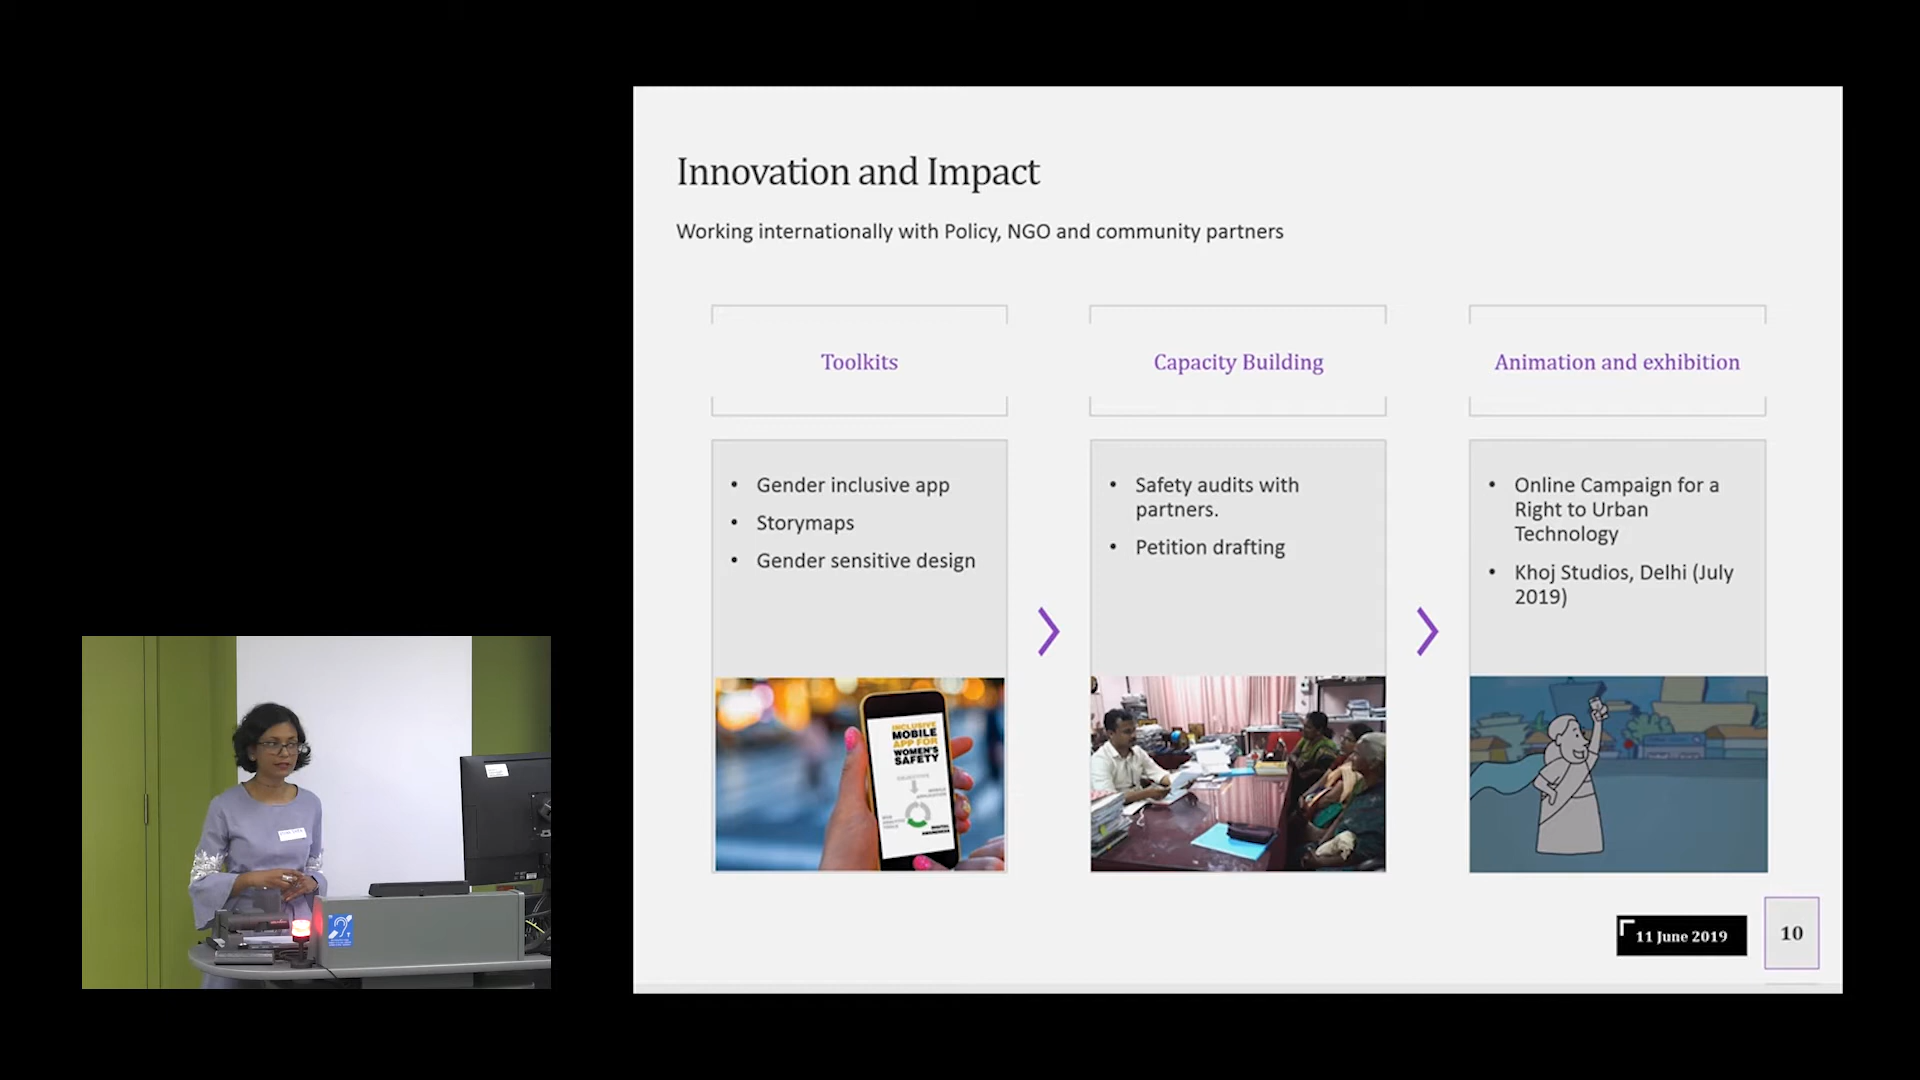 Innovation and Impact
Working internationally with Policy, NGO and community partners
Toolkits
• Gender inclusive app
• Storymaps
• Gender sensitive design
INCLUSIVE
MOBILE
APP FOR
WOMEN'S
SAFETY
Capacity Building
• Safety audits with
partners.
• Petition drafting
Animation and exhibition
• Online Campaign for a
Right to Urban
Technology
• Khoj Studios, Delhi (July
2019)
11 June 2019
10